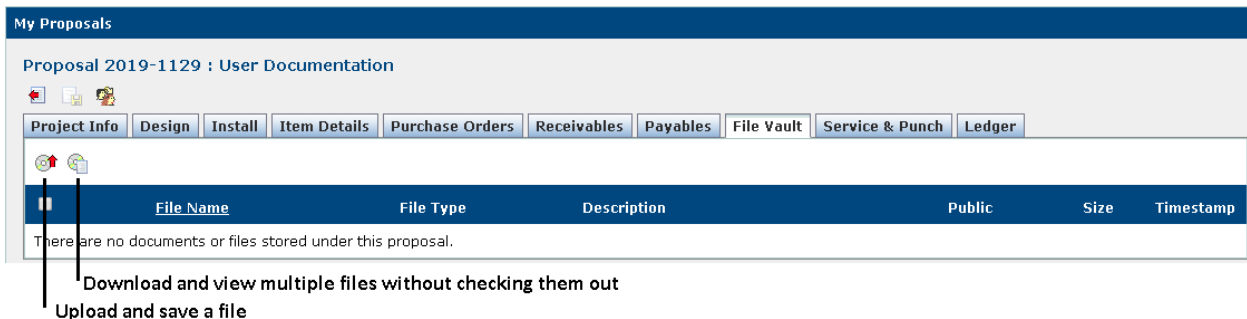 My Proposals
Proposal 2019-1129 : User Documentation
Project Info Design Install Item Details Purchase Orders Receivables Payables File Vault Service & Punch Ledger
File Name File Type Description Public Size Timestamp
There are no documents or files stored under this proposal.
Download and view multiple files without checking them out
Upload and save a file